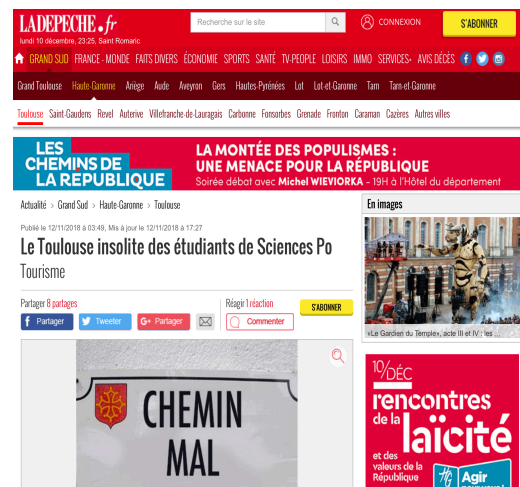 LADEPECHE.fr
lundi 10 décembre, 23:25, Saint Romaric
Recherche sur le site
CONNEXION
S'ABONNER
GRAND SUD FRANCE - MONDE FAITS DIVERS ÉCONOMIE SPORTS SANTÉ TV-PEOPLE LOISIRS IMMO SERVICES+ AVIS DÉCÈS
Grand Toulouse Haute-Garonne Ariège Aude Aveyron Gers Hautes-Pyrénées Lot Lot-et-Garonne Tarn Tarn-et-Garonne
Toulouse Saint-Gaudens Revel Auterive Villefranche-de-Lauragais Carbonne Fonsorbes Grenade Fronton Caraman Cazères Autres villes
LES
CHEMINS DE
LA RÉPUBLIQUE
LA MONTÉE DES POPULISMES :
UNE MENACE POUR LA RÉPUBLIQUE
Soirée débat avec Michel WIEVIORKA - 19H à l'Hôtel du département
Actualité > Grand Sud > Haute-Garonne > Toulouse
Publié le 12/11/2018 à 03:49, Mis à jour le 12/11/2018 à 17:27
Le Toulouse insolite des étudiants de Sciences Po
Tourisme
Partager 8 partages
Partager
Tweeter
G+ Partager
Réagir 1 réaction
Commenter
S'ABONNER
CHEMIN
MAL
En images
«Le Gardien du Temple», acte III et IV : les ...
10/DÉC
rencontres
de la
laïcité
et des
valeurs de la
République
Agir